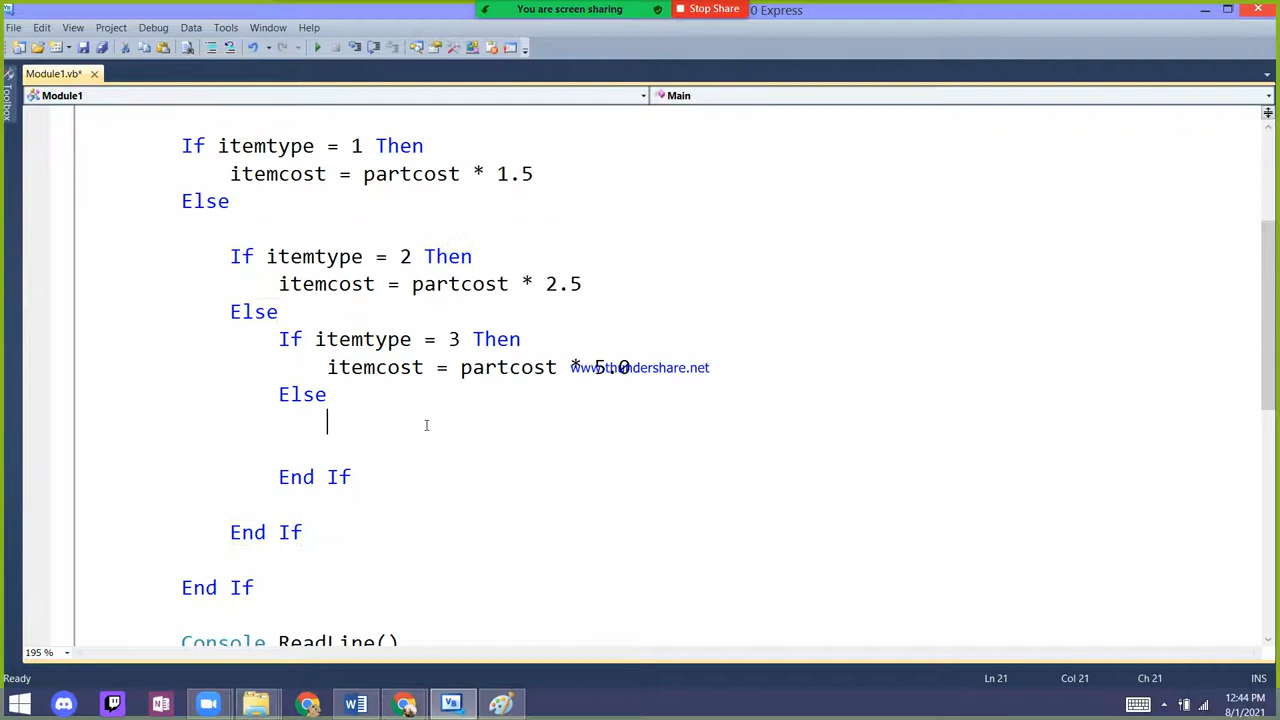 You are screen sharing
Stop Share
0 Express
File Edit View Project Debug Data Tools Window Help
Module1.vb*
Toolbox
Module1
Main
If itemtype = 1 Then
itemcost = partcost * 1.5
Else
If itemtype = 2 Then
itemcost = partcost * 2.5
Else
If itemtype = 3 Then
itemcost = partcost * 5.0
www.thundershare.net
Else
End If
End If
End If
Console ReadLine()
195 %
Ready
Ln 21 Col 21 Ch 21 INS
12:44 PM
8/1/2021